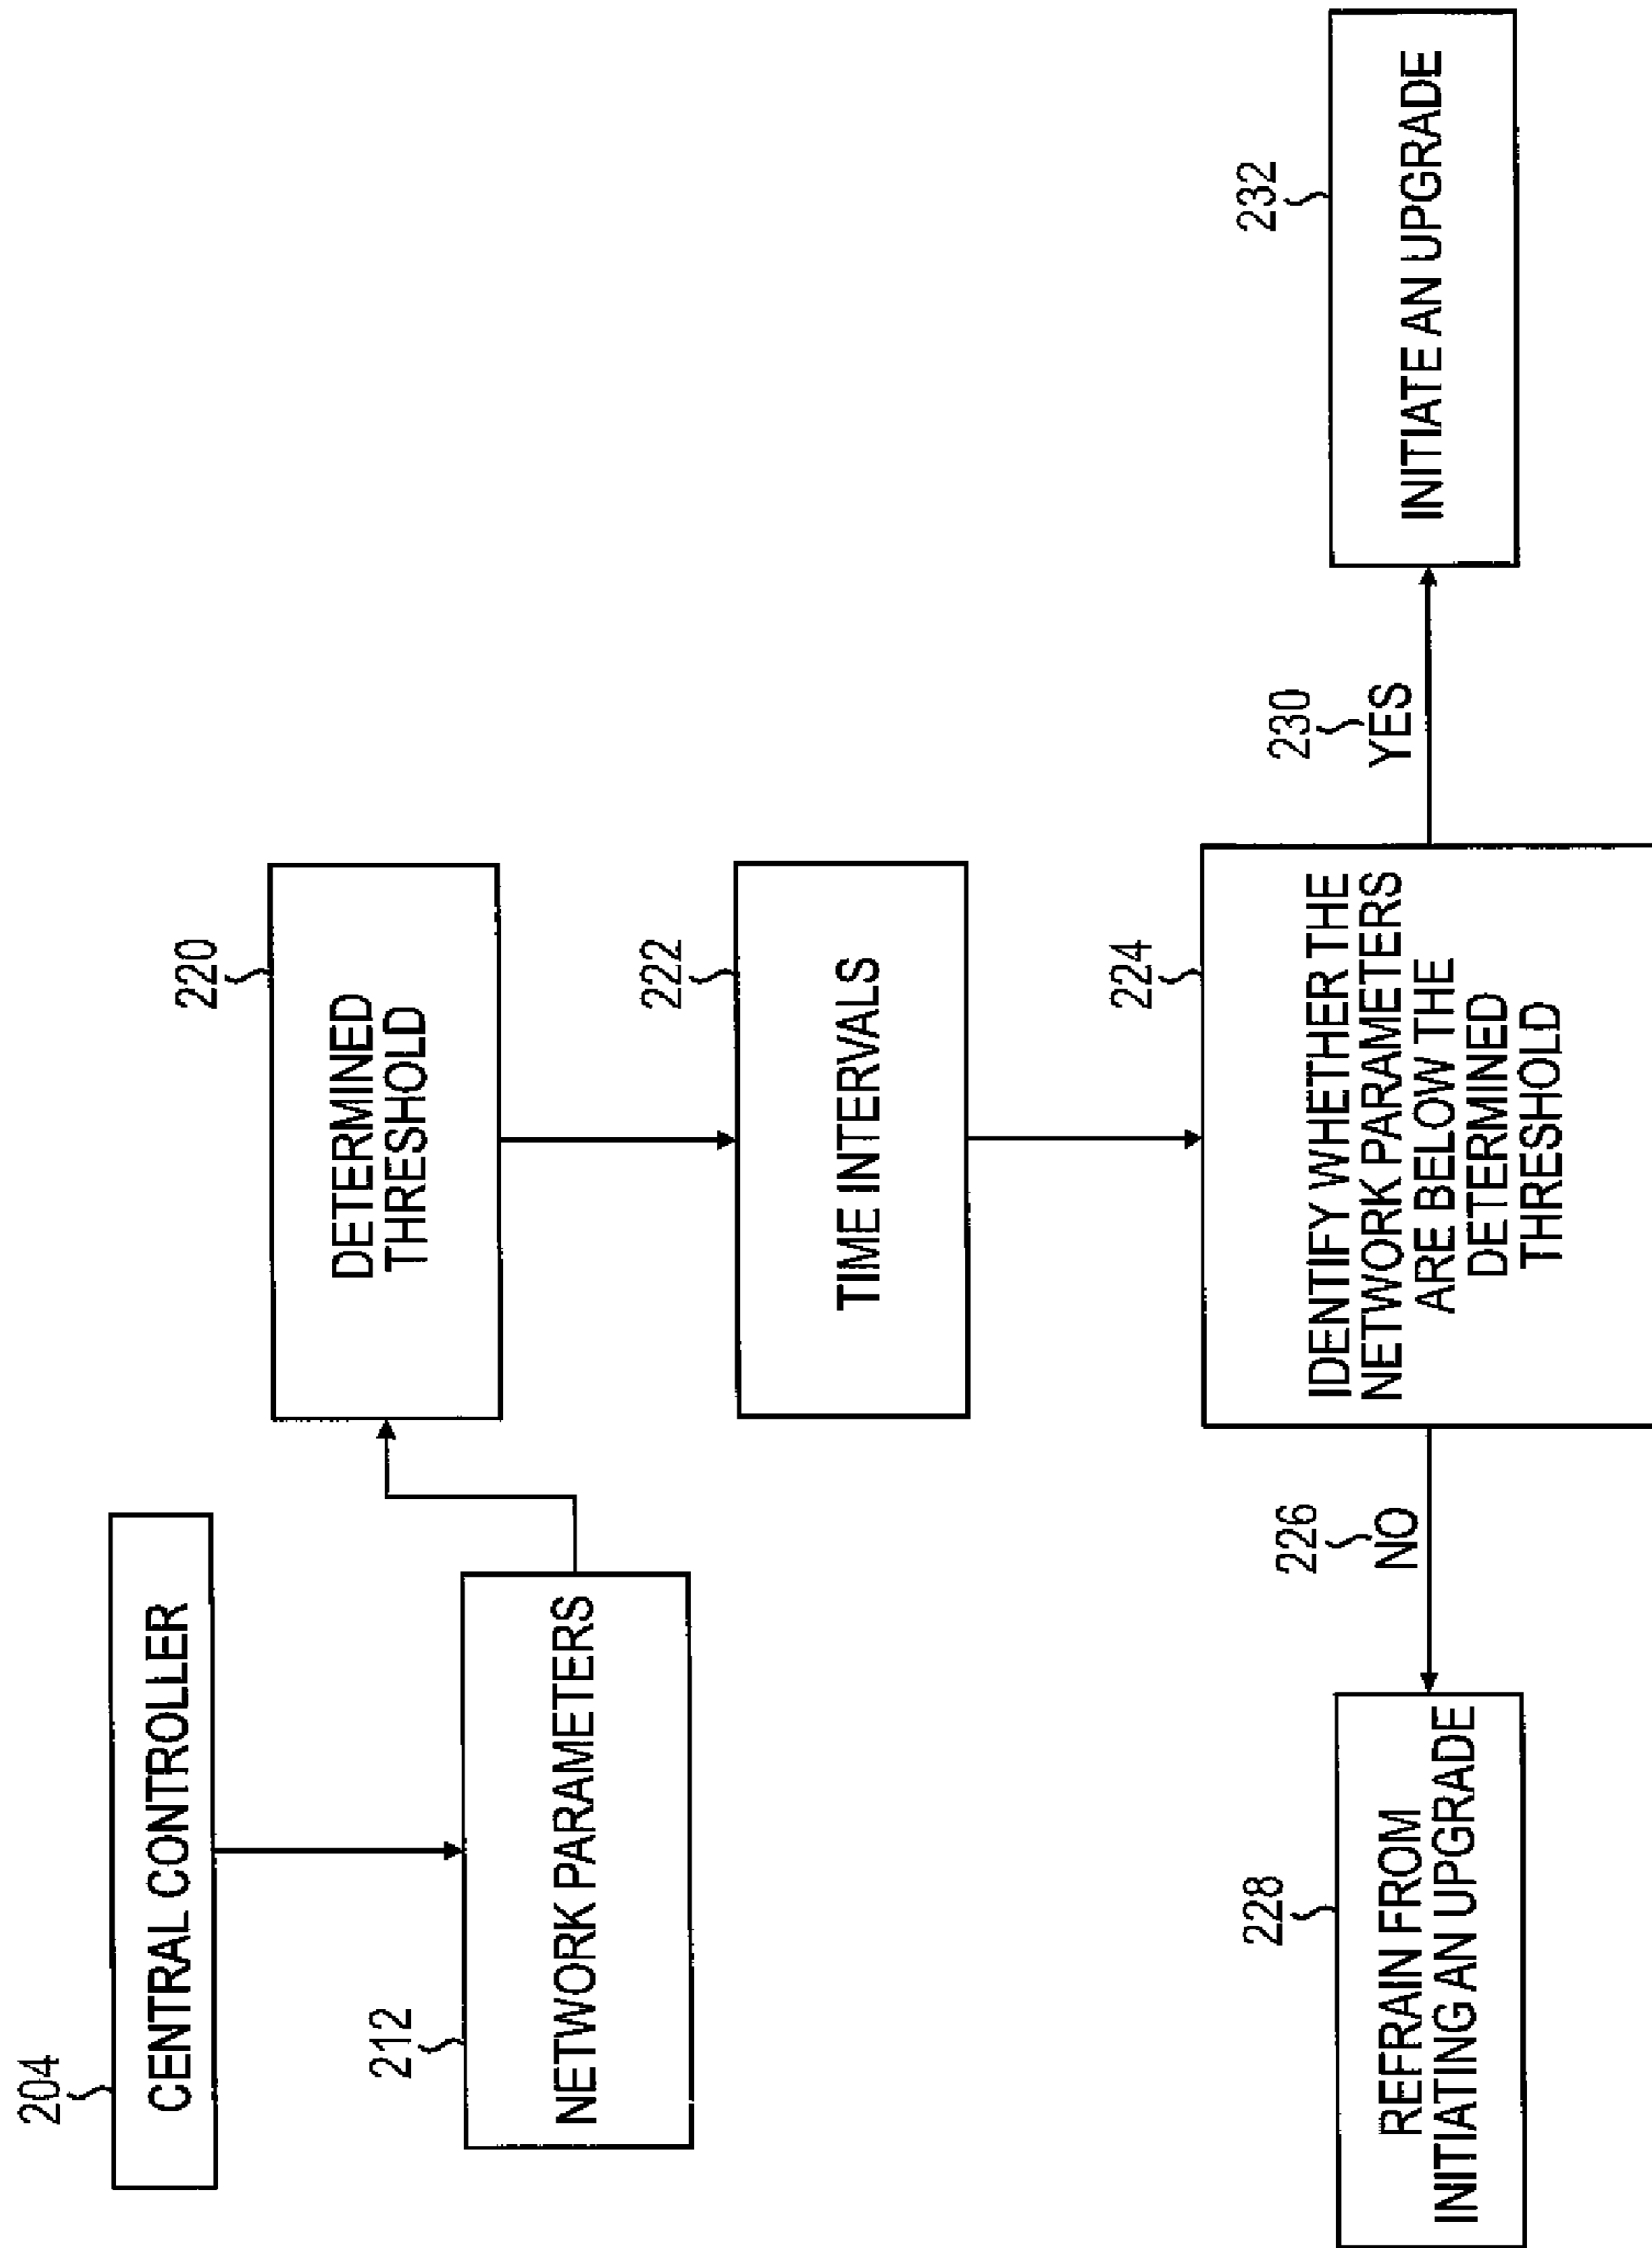 204
CENTRAL CONTROLLER
212
NETWORK PARAMETERS
220
DETERMINED
THRESHOLD
222
TIME INTERVALS
224
IDENTIFY WHETHER THE
NETWORK PARAMETERS
ARE BELOW THE
DETERMINED
THRESHOLD
226
NO
228
REFRAIN FROM
INITIATING AN UPGRADE
230
YES
232
INITIATE AN UPGRADE